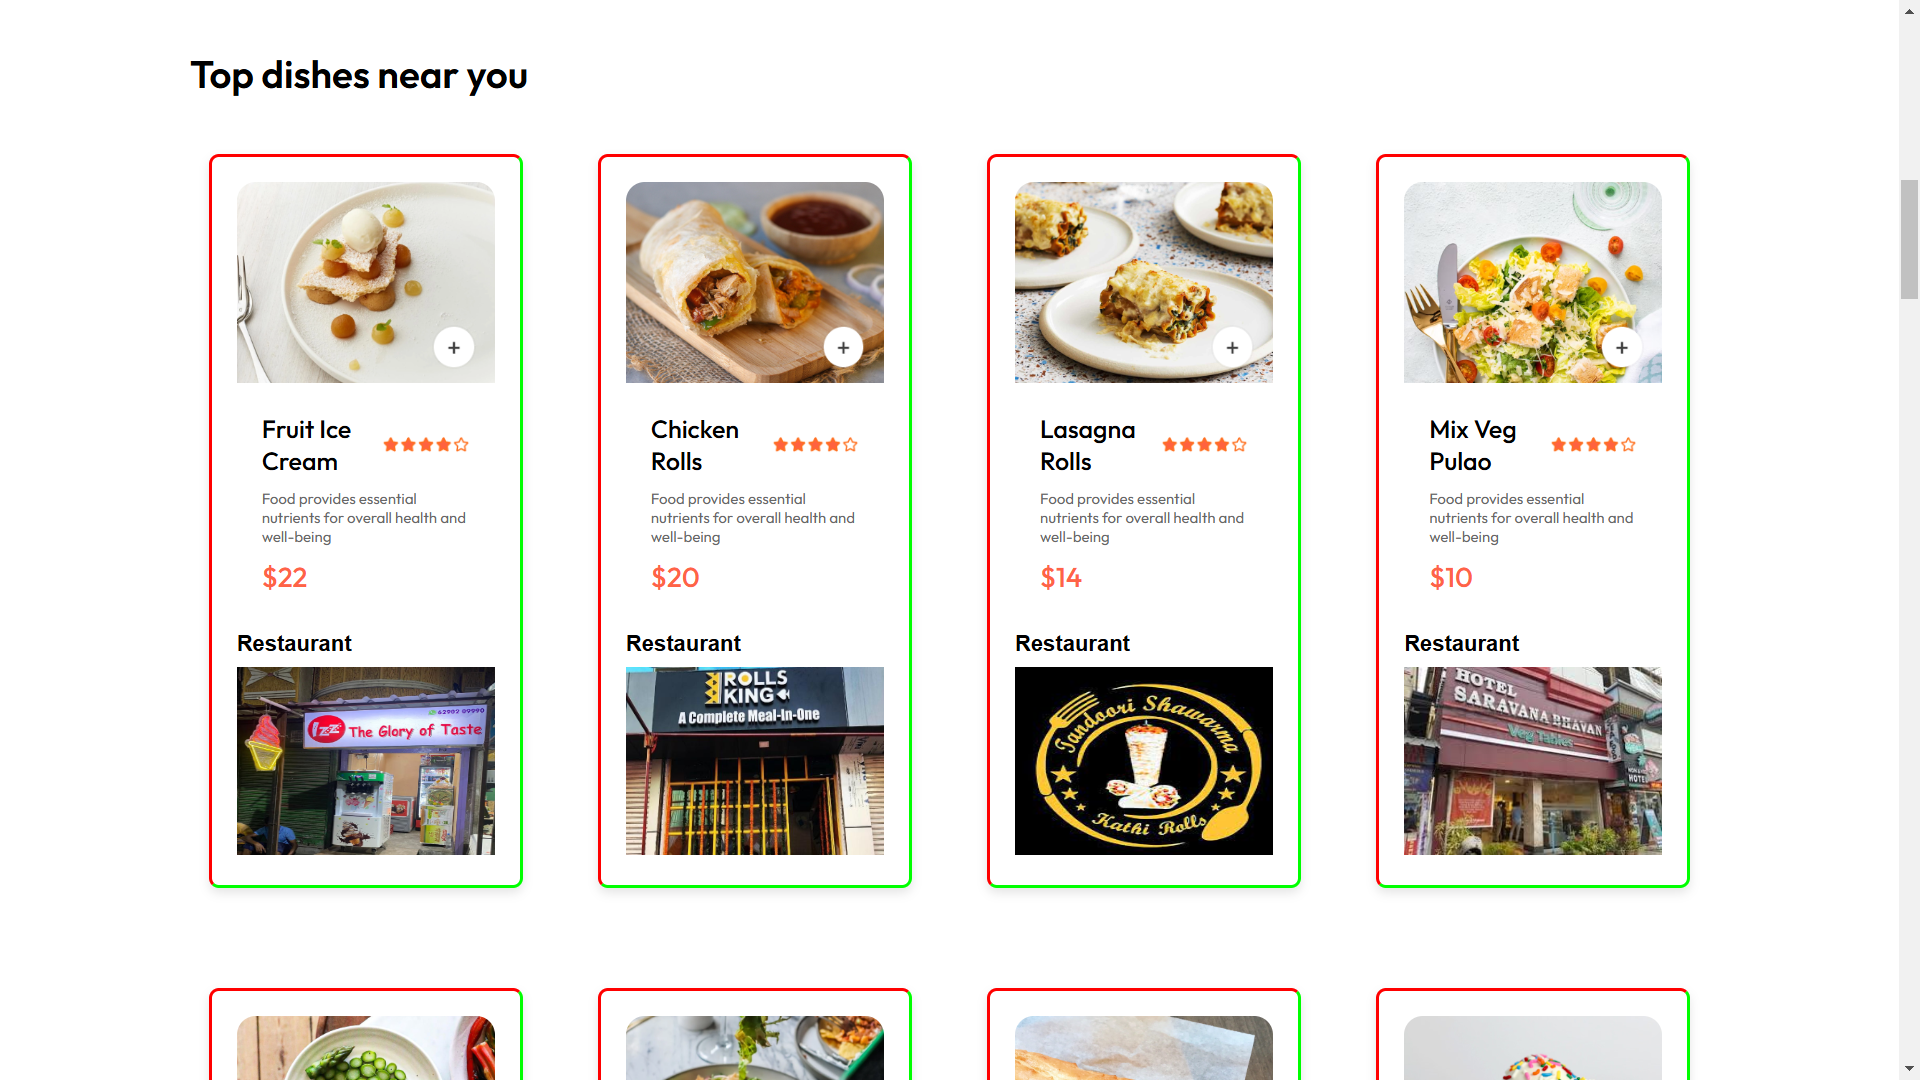 Top dishes near you
Fruit Ice
Cream
Food provides essential
nutrients for overall health and
well-being
$22
Restaurant
62902 09990
Izzi The Glory of Taste
Chicken
Rolls
Food provides essential
nutrients for overall health and
well-being
$20
Restaurant
ROLLS
KING
A Complete Meal-In-One
Lasagna
Rolls
Food provides essential
nutrients for overall health and
well-being
$14
Restaurant
Tandoori Shawarma
Kathi Rolls
Mix Veg
Pulao
Food provides essential
nutrients for overall health and
well-being
$10
Restaurant
HOTEL
SARAVANA BHAVAN
Veg Tables
HOTEL